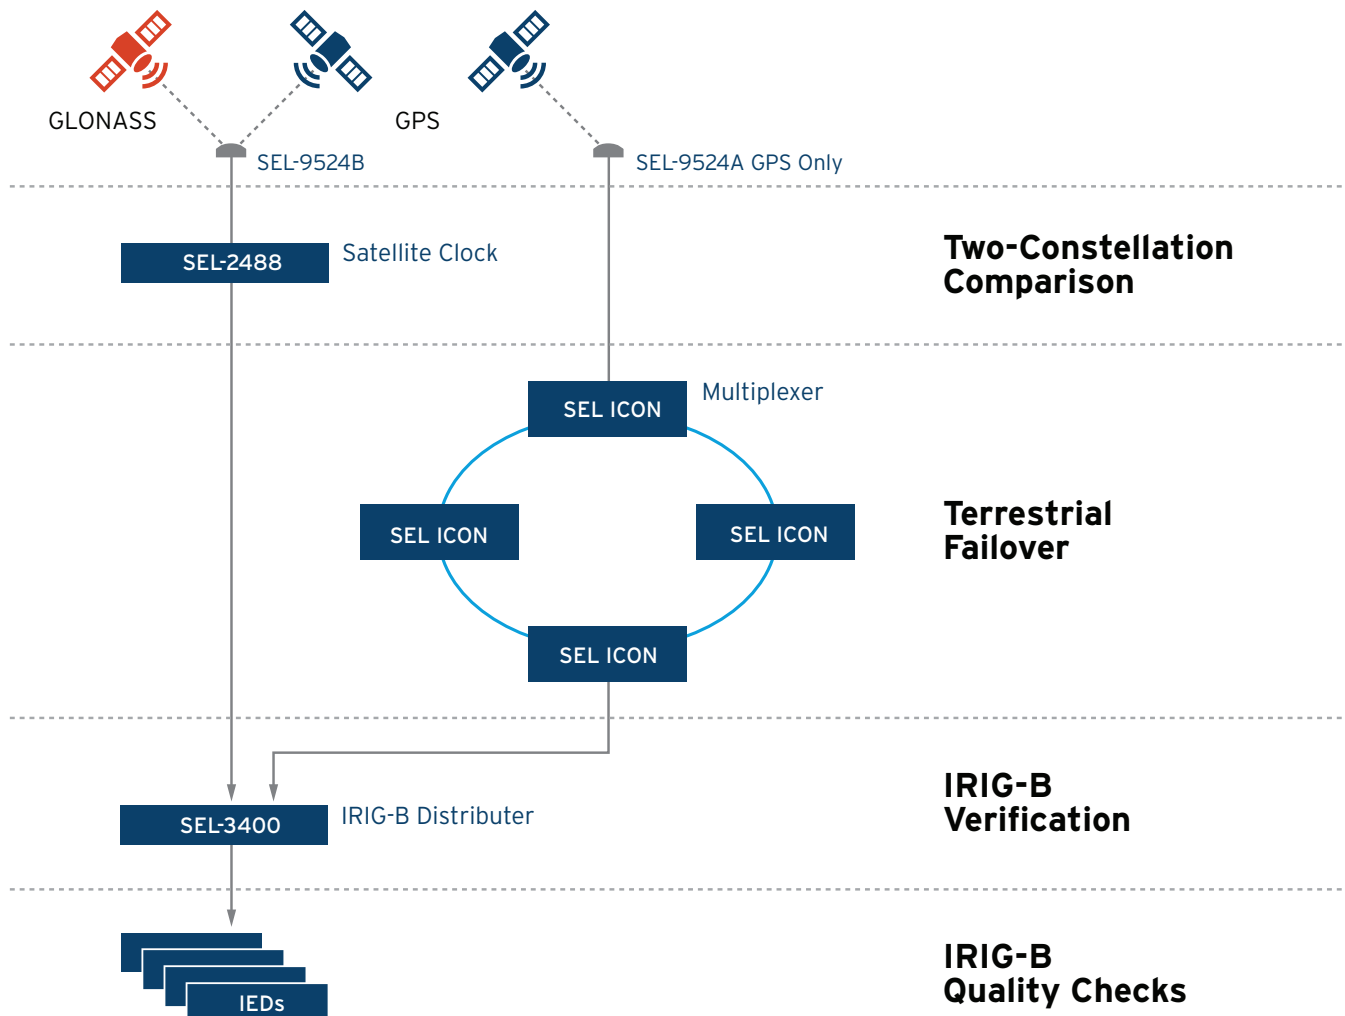 GLONASS
GPS
SEL-9524B
SEL-9524A GPS Only
SEL-2488
Satellite Clock
Two-Constellation
Comparison
SEL ICON
Multiplexer
SEL ICON
SEL ICON
Terrestrial
Failover
SEL ICON
SEL-3400
IRIG-B Distributer
IRIG-B
Verification
IEDs
IRIG-B
Quality Checks